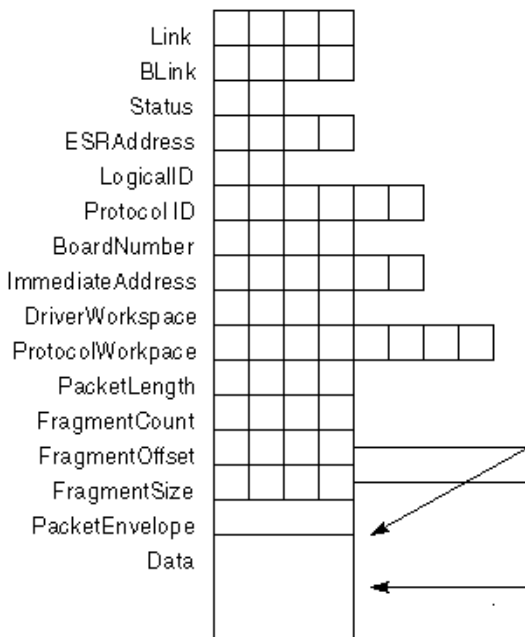 Link
BLink
Status
ESRAddress
LogicalID
Protocol ID
BoardNumber
ImmediateAddress
DriverWorkspace
ProtocolWorkpace
PacketLength
FragmentCount
FragmentOffset
FragmentSize
PacketEnvelope
Data